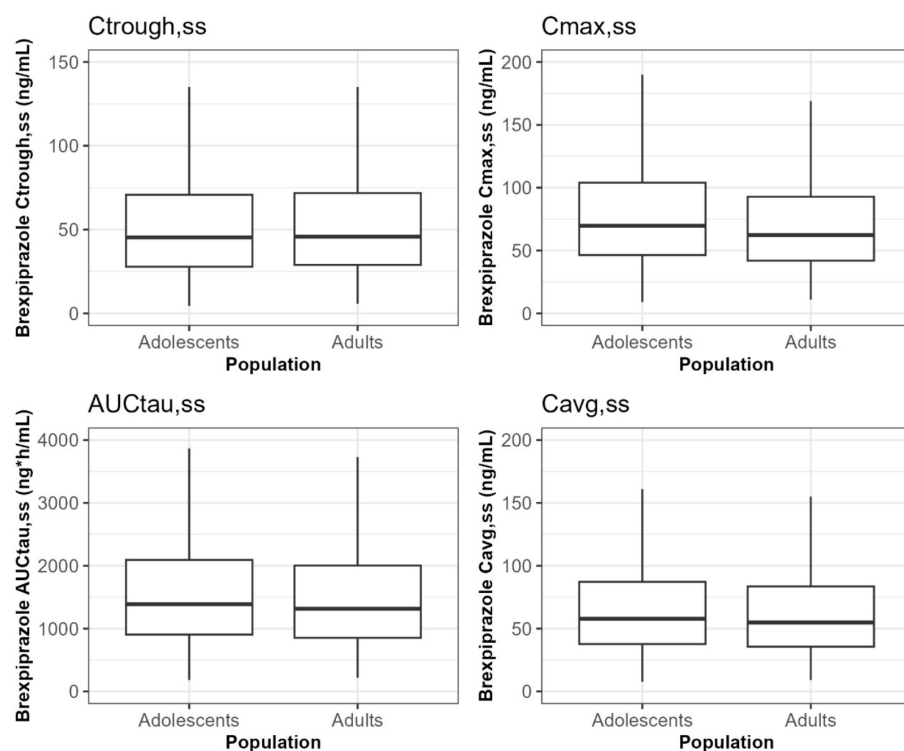 Ctrough,ss
Brexpiprazole Ctrough,ss (ng/mL)
150
100
50
0
Adolescents Adults
Population
Cmax,ss
Brexpiprazole Cmax,ss (ng/mL)
200
150
100
50
0
Adolescents Adults
Population
AUCtau,ss
Brexpiprazole AUCtau,ss (ng*h/mL)
4000
3000
2000
1000
0
Adolescents Adults
Population
Cavg,ss
Brexpiprazole Cavg,ss (ng/mL)
200
150
100
50
0
Adolescents Adults
Population